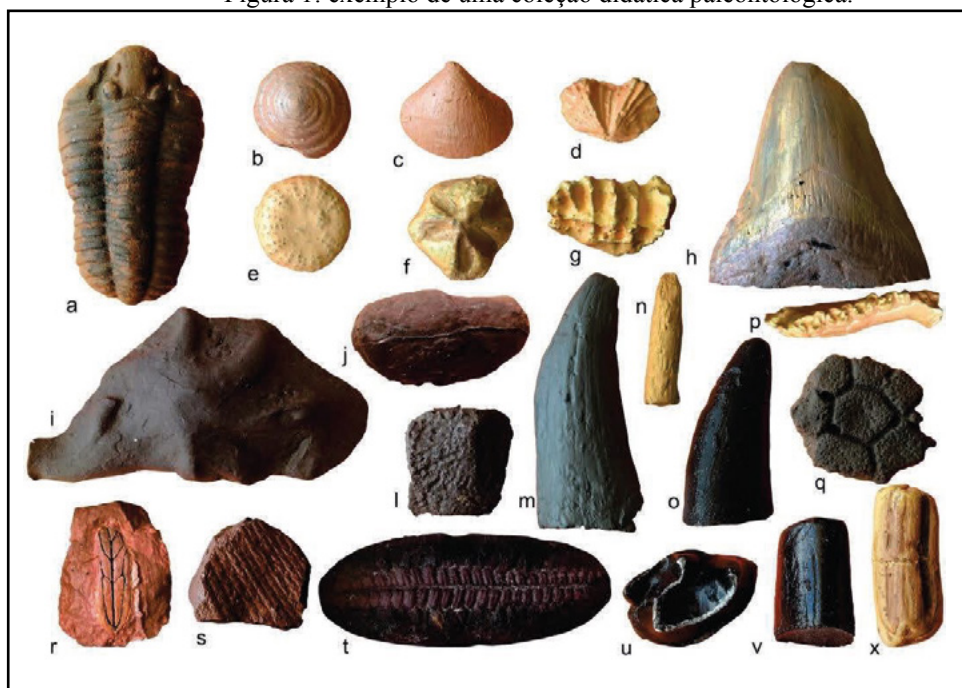 Figura 1: exemplo de uma coleção didática paleontológica.
a
b
c
d
e
f
g
h
i
j
l
m
n
o
p
q
r
s
t
u
v
x